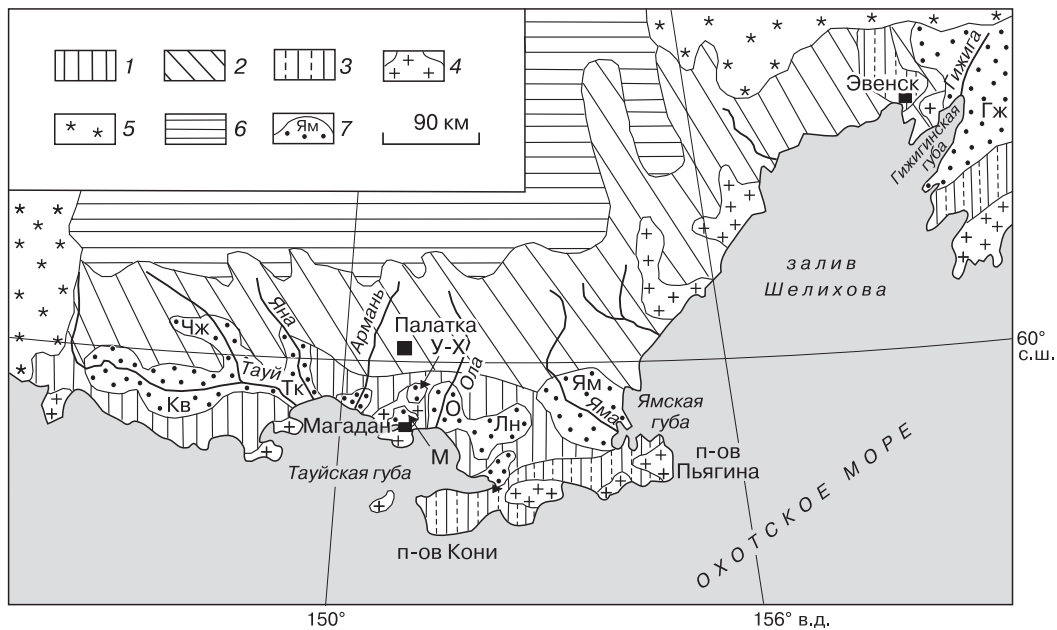 1
2
3
4
5
6
Ям
7
90 км
Эвенск
Гижига
Гж
Гижигинская
губа
залив
Шелихова
Чж
Яна
Армань
Палатка
У-Х
60°
с.ш.
Тауй
Тк
Ола
Кв
О
Лн
Ям
Яма
Ямская
губа
Магадан
М
Тауйская губа
п-ов
Пьягина
п-ов Кони
ОХОТСКОЕ МОРЕ
150°
156° в.д.